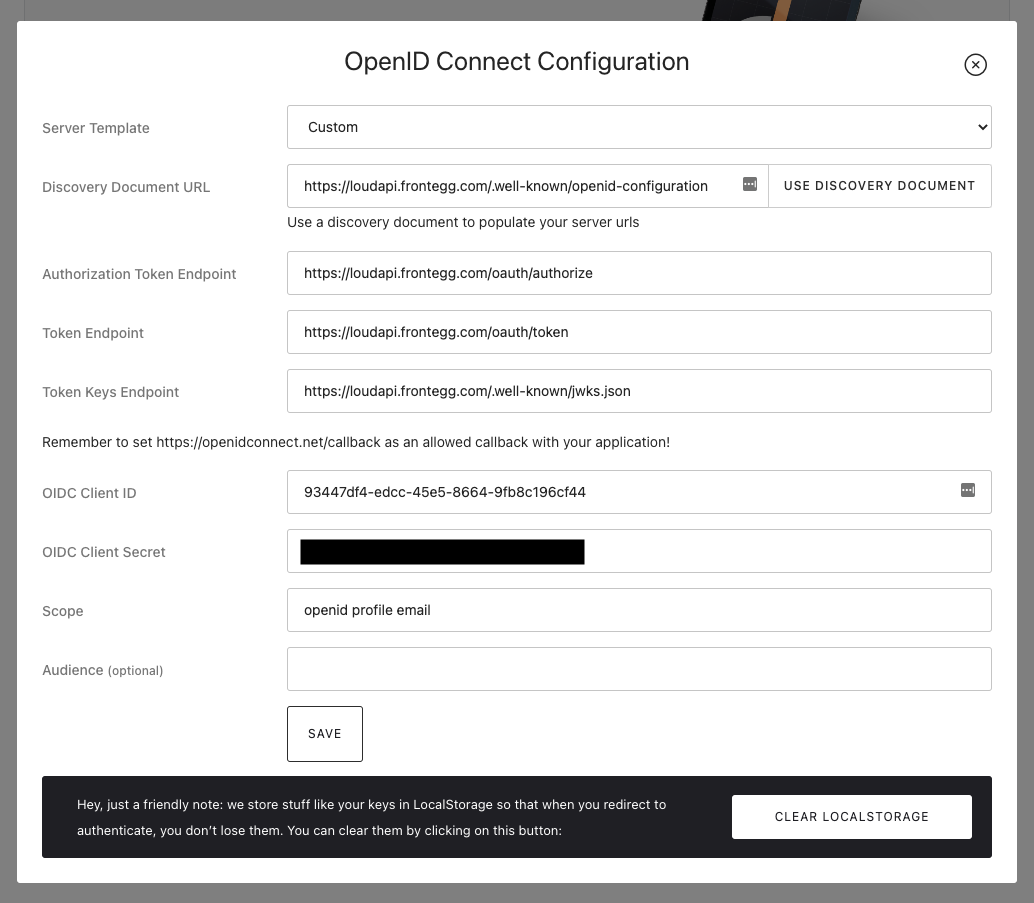 OpenID Connect Configuration
Server Template
Custom
Discovery Document URL
https://loudapi.frontegg.com/.well-known/openid-configuration
USE DISCOVERY DOCUMENT
Use a discovery document to populate your server urls
Authorization Token Endpoint
https://loudapi.frontegg.com/oauth/authorize
Token Endpoint
https://loudapi.frontegg.com/oauth/token
Token Keys Endpoint
https://loudapi.frontegg.com/.well-known/jwks.json
Remember to set https://openidconnect.net/callback as an allowed callback with your application!
OIDC Client ID
93447df4-edcc-45e5-8664-9fb8c196cf44
OIDC Client Secret
Scope
openid profile email
Audience (optional)
SAVE
Hey, just a friendly note: we store stuff like your keys in LocalStorage so that when you redirect to
authenticate, you don’t lose them. You can clear them by clicking on this button:
CLEAR LOCALSTORAGE